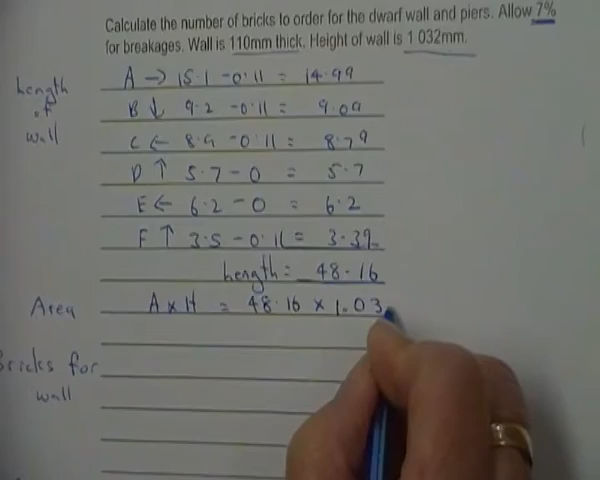 Calculate the number of bricks to order for the dwarf wall and piers. Allow 7%
for breakages. Wall is 110mm thick. Height of wall is 1 032mm.
Length of wall
A → 15.1 - 0.11 = 14.99
B ↓ 9.2 - 0.11 = 9.09
C ← 8.9 - 0.11 = 8.79
D ↑ 5.7 - 0 = 5.7
E ← 6.2 - 0 = 6.2
F ↑ 3.5 - 0.11 = 3.39
Length = 48.16
Area A x H = 48.16 x 1.03
Bricks for
wall